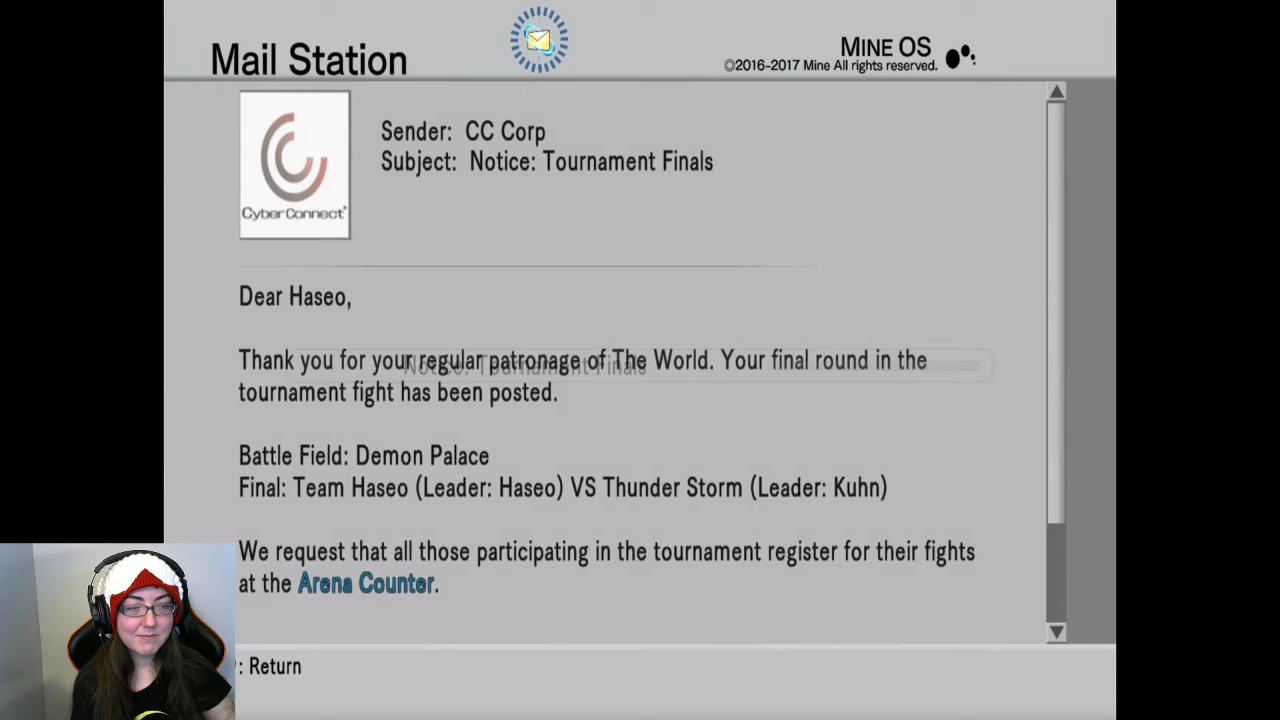 Mail Station
MINE OS
©2016-2017 Mine All rights reserved.
CyberConnect
Sender: CC Corp
Subject: Notice: Tournament Finals
Dear Haseo,
Thank you for your regular patronage of The World. Your final round in the
Notice: Tournament Finals
tournament fight has been posted.
Battle Field: Demon Palace
Final: Team Haseo (Leader: Haseo) VS Thunder Storm (Leader: Kuhn)
We request that all those participating in the tournament register for their fights
at the Arena Counter.
: Return